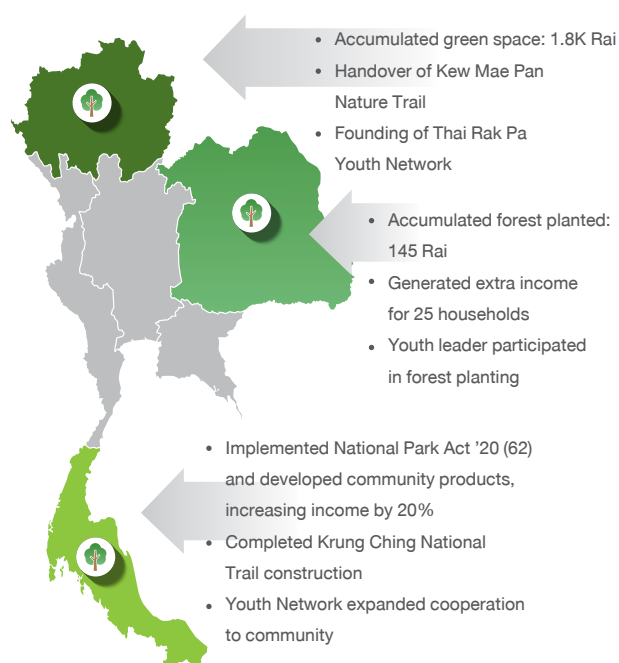 • Accumulated green space: 1.8K Rai
• Handover of Kew Mae Pan
Nature Trail
• Founding of Thai Rak Pa
Youth Network
• Accumulated forest planted:
145 Rai
• Generated extra income
for 25 households
• Youth leader participated
in forest planting
• Implemented National Park Act ’20 (62)
and developed community products,
increasing income by 20%
• Completed Krung Ching National
Trail construction
• Youth Network expanded cooperation
to community